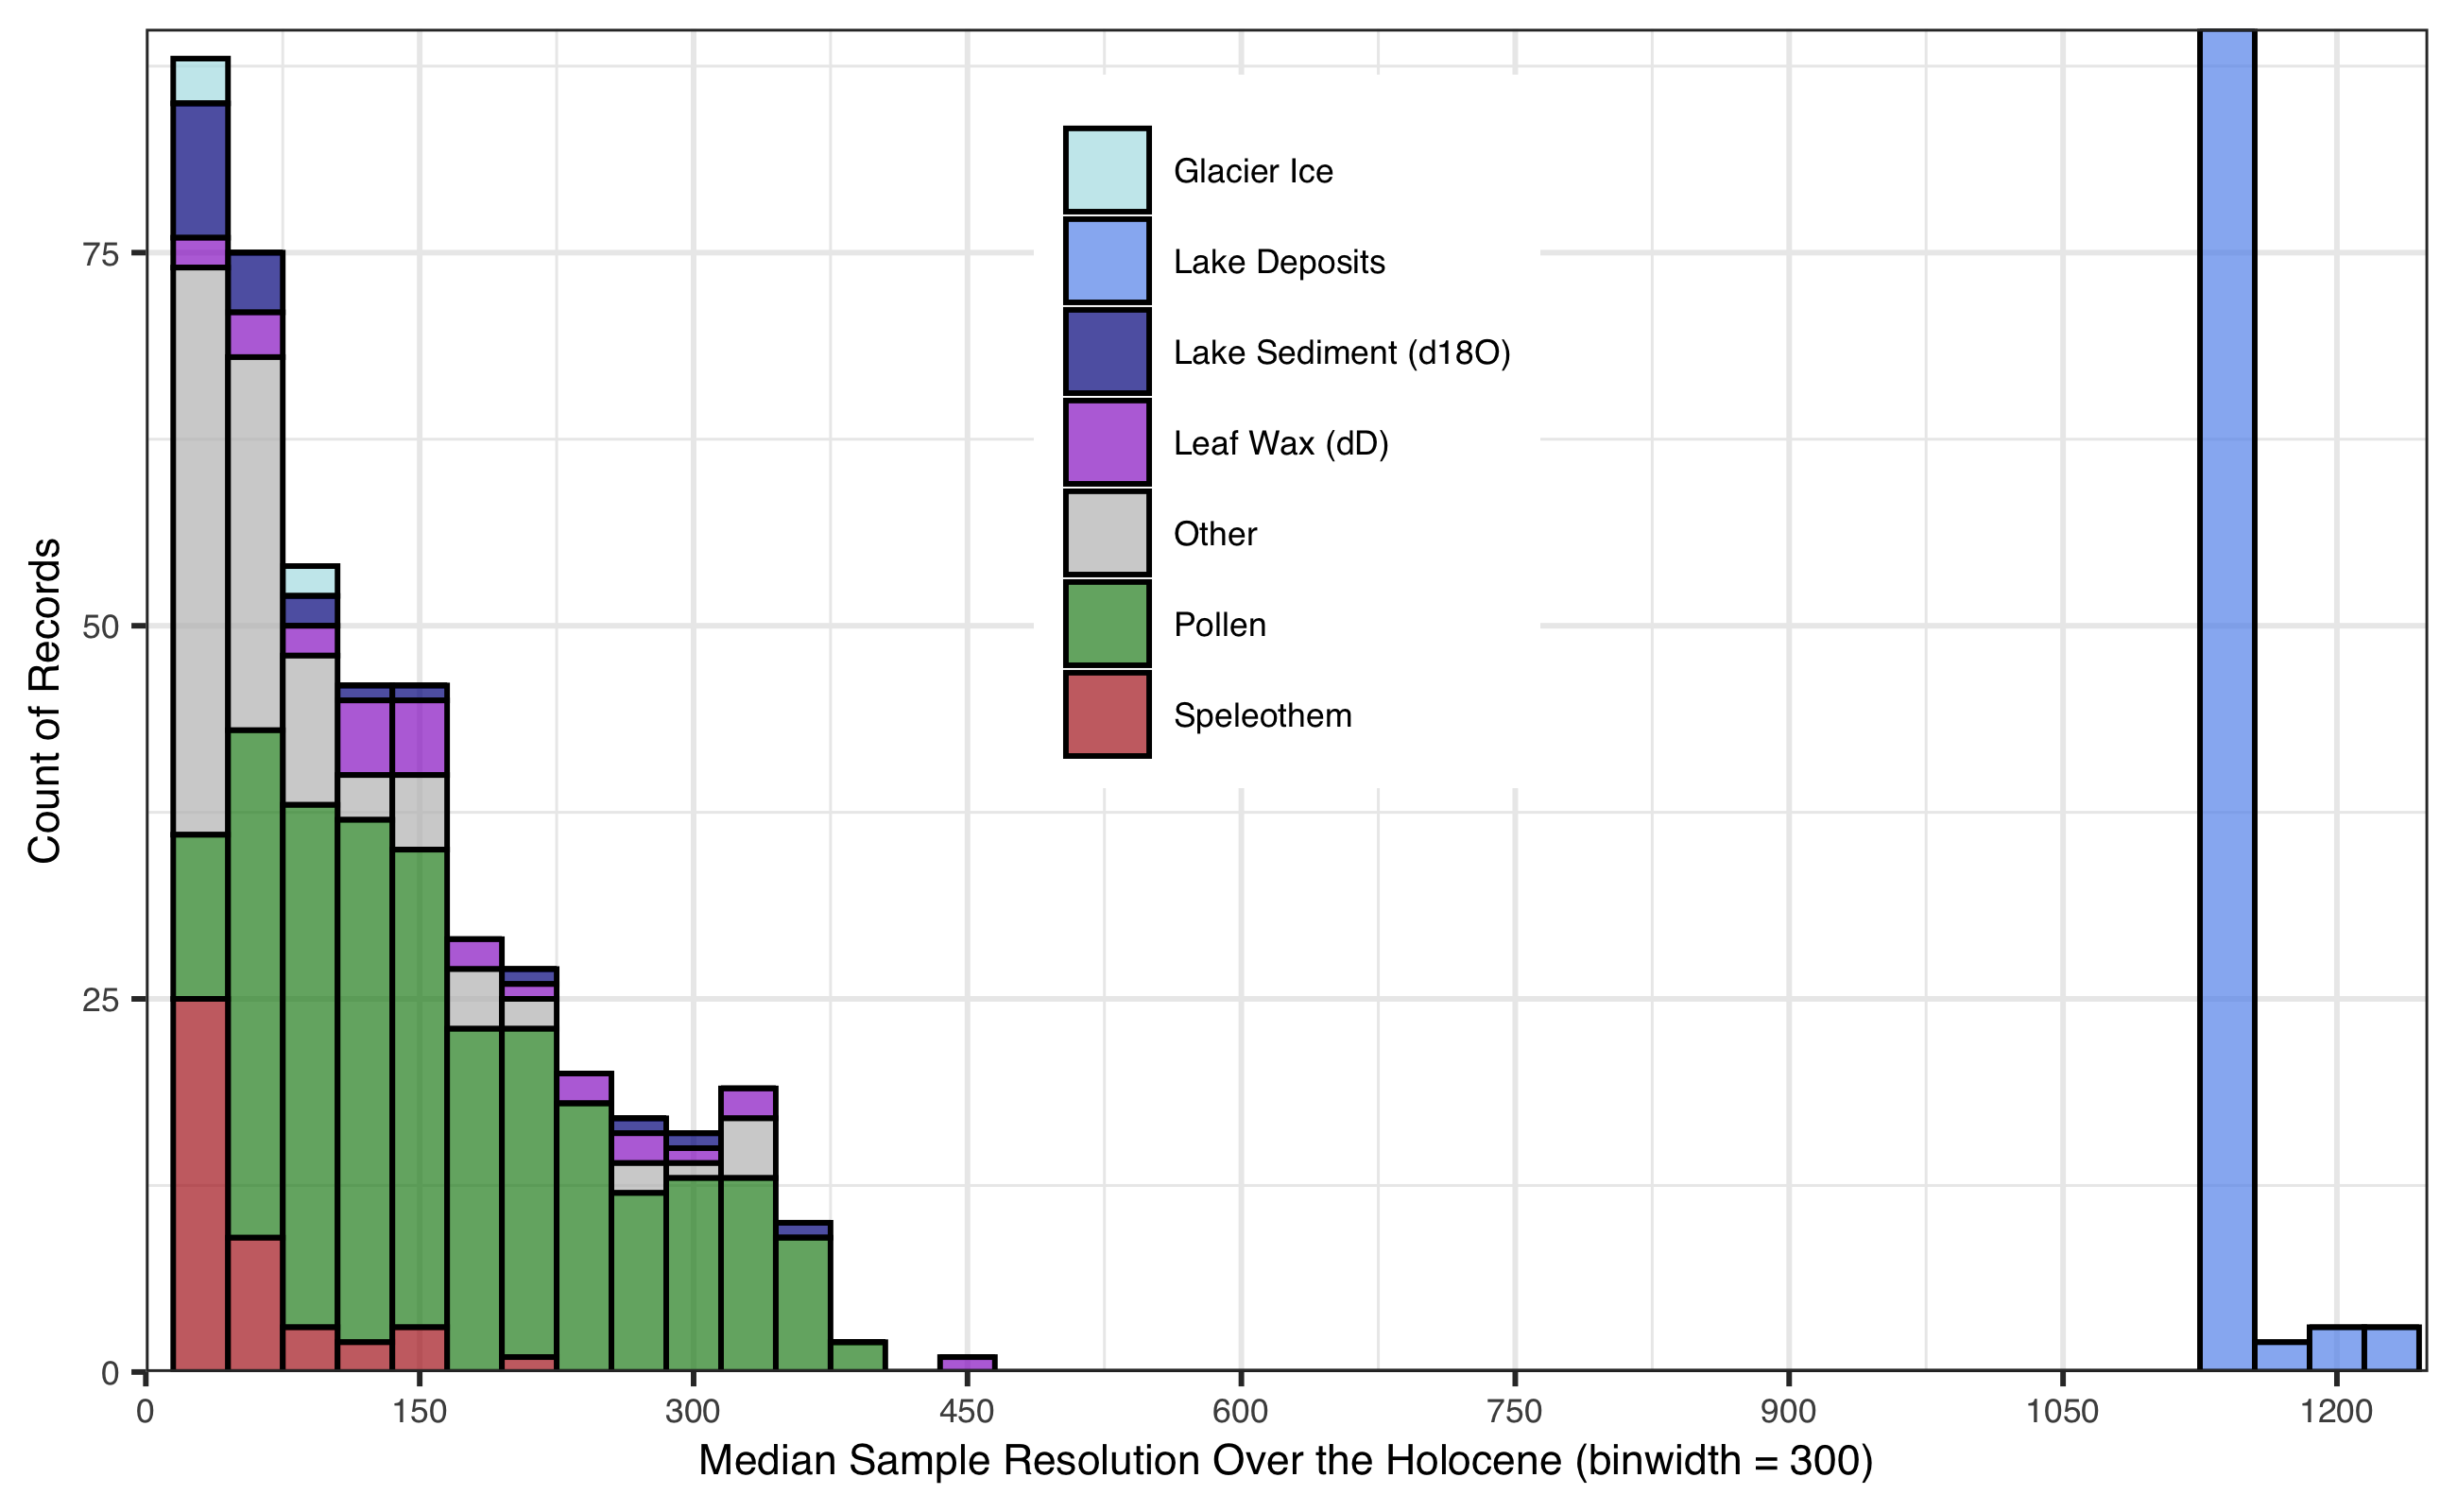 Glacier Ice
Lake Deposits
Lake Sediment (d18O)
Leaf Wax (dD)
Other
Pollen
Speleothem
Count of Records
75
50
25
0
0 150 300 450 600 750 900 1050 1200
Median Sample Resolution Over the Holocene (binwidth = 300)